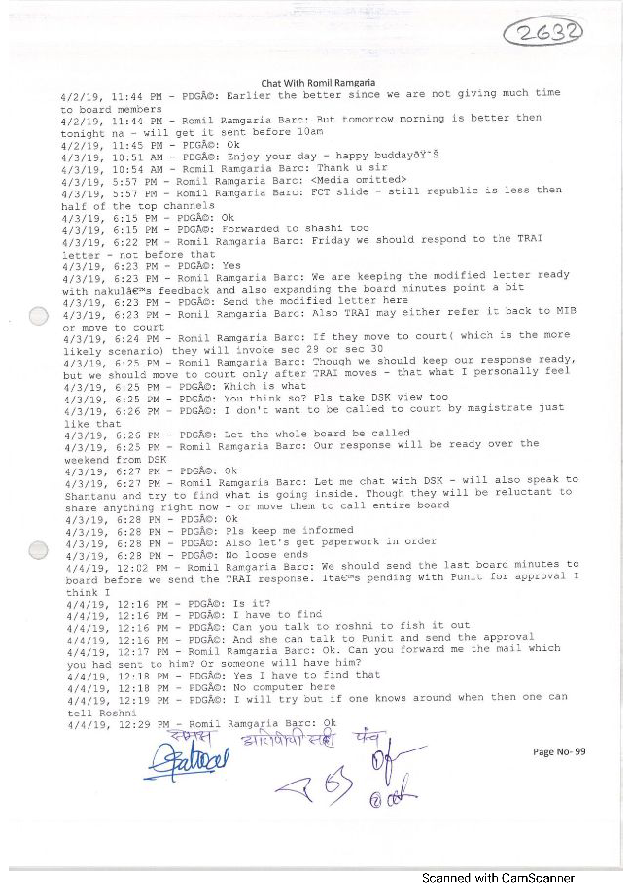 2632
Chat With Romil Ramgaria
4/2/19, 11:44 PM - PDGÂ©: Earlier the better since we are not giving much time
to board members
4/2/19, 11:44 PM - Romil Ramgaria Barc: But tomorrow norning is better then
tonight na - will get it sent before 10am
4/2/19, 11:45 PM - PDGÂ©: Ok
4/3/19, 10:51 AM - PDGÂ©: Enjoy your day - happy budday
4/3/19, 10:54 AM - Romil Ramgaria Barc: Thank u sir
4/3/19, 5:57 PM - Romil Ramgaria Barc: <Media omitted>
4/3/19, 5:57 PM - Romil Ramgaria Barc: FCT slide - still republic is less then
half of the top channels
4/3/19, 6:15 PM - PDGÂ©: Ok
4/3/19, 6:15 PM - PDGÂ©: Forwarded to shashi too
4/3/19, 6:22 PM - Romil Ramgaria Barc: Friday we should respond to the TRAI
letter - not before that
4/3/19, 6:23 PM - PDGÂ©: Yes
4/3/19, 6:23 PM - Romil Ramgaria Barc: We are keeping the modified letter ready
with nakulâ€™s feedback and also expanding the board minutes point a bit
4/3/19, 6:23 PM - PDGÂ©: Send the modified letter here
4/3/19, 6:23 PM - Romil Ramgaria Barc: Also TRAI may either refer it back to MIB
or move to court
4/3/19, 6:24 PM - Romil Ramgaria Barc: If they move to court( which is the more
likely scenario) they will invoke sec 29 or sec 30
4/3/19, 6:25 PM - Romil Ramgaria Barc: Though we should keep our response ready,
but we should move to court only after TRAI moves - that what I personally feel
4/3/19, 6:25 PM - PDGÂ©: Which is what
4/3/19, 6:25 PM - PDGÂ©: You think so? Pls take DSK view too
4/3/19, 6:26 PM - PDGÂ©: I don't want to be called to court by magistrate just
like that
4/3/19, 6:26 PM - PDGÂ©: Let the whole board be called
4/3/19, 6:25 PM - Romil Ramgaria Barc: Our response will be ready over the
weekend from DSK
4/3/19, 6:27 PM - PDGÂ©: Ok
4/3/19, 6:27 PM - Romil Ramgaria Barc: Let me chat with DSK - will also speak to
Shantanu and try to find what is going inside. Though they will be reluctant to
share anything right now - or move them to call entire board
4/3/19, 6:28 PM - PDGÂ©: Ok
4/3/19, 6:28 PM - PDGÂ©: Pls keep me informed
4/3/19, 6:28 PM - PDGÂ©: Also let's get paperwork in order
4/3/19, 6:28 PM - PDGÂ©: No loose ends
4/4/19, 12:02 PM - Romil Ramgaria Barc: We should send the last board minutes to
board before we send the TRAI response. Itâ€™s pending with Punit for approval I
think I
4/4/19, 12:16 PM - PDGÂ©: Is it?
4/4/19, 12:16 PM - PDGÂ©: I have to find
4/4/19, 12:16 PM - PDGÂ©: Can you talk to roshni to fish it out
4/4/19, 12:16 PM - PDGÂ©: And she can talk to Punit and send the approval
4/4/19, 12:17 PM - Romil Ramgaria Barc: Ok. Can you forward me the mail which
you had sent to him? Or someone will have him?
4/4/19, 12:18 PM - PDGÂ©: Yes I have to find that
4/4/19, 12:18 PM - PDGÂ©: No computer here
4/4/19, 12:19 PM - PDGÂ©: I will try but if one knows around when then one can
tell Roshni
4/4/19, 12:29 PM - Romil Ramgaria Barc: Ok
समक्ष आरोपीची सही पंच
Page No- 99
Scanned with CamScanner